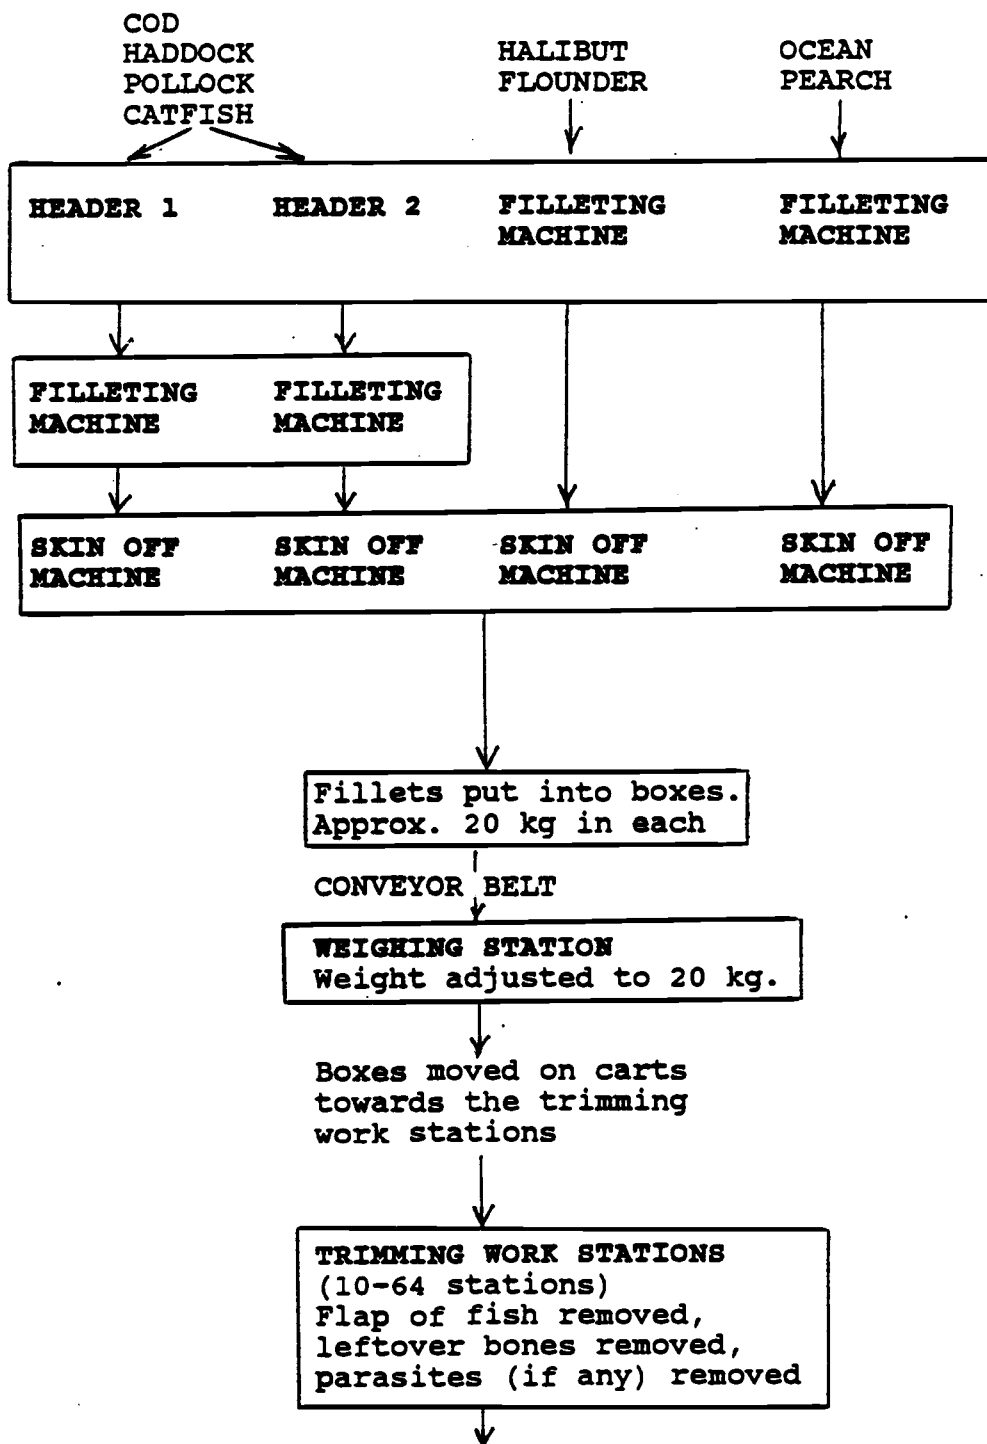 COD
HADDOCK
POLLOCK
CATFISH
HALIBUT
FLOUNDER
OCEAN
PEARCH
HEADER 1
HEADER 2
FILLETING
MACHINE
FILLETING
MACHINE
FILLETING
MACHINE
FILLETING
MACHINE
SKIN OFF
MACHINE
SKIN OFF
MACHINE
SKIN OFF
MACHINE
SKIN OFF
MACHINE
Fillets put into boxes.
Approx. 20 kg in each
CONVEYOR BELT
WEIGHING STATION
Weight adjusted to 20 kg.
Boxes moved on carts
towards the trimming
work stations
TRIMMING WORK STATIONS
(10-64 stations)
Flap of fish removed,
leftover bones removed,
parasites (if any) removed